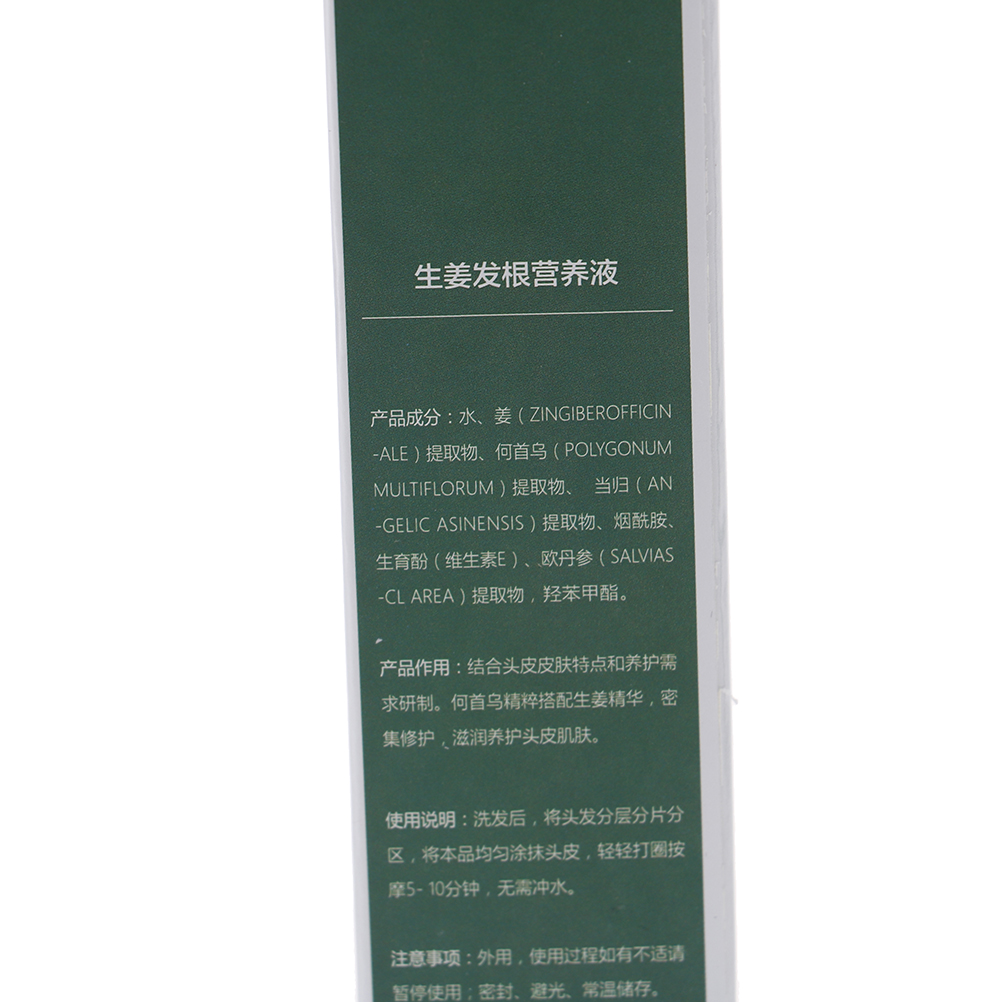 生姜发根营养液
产品成分：水、姜（ZINGIBEROFFICIN
-ALE）提取物、何首乌（POLYGONUM
MULTIFLORUM）提取物、 当归（AN
-GELIC ASINENSIS）提取物、烟酰胺、
生育酚（维生素E）、欧丹参（SALVIAS
-CL AREA）提取物，羟苯甲酯。
产品作用：结合头皮皮肤特点和养护需
求研制。何首乌精粹搭配生姜精华，密
集修护，滋润养护头皮肌肤。
使用说明：洗发后，将头发分层分片分
区，将本品均匀涂抹头皮，轻轻打圈按
摩5- 10分钟，无需冲水。
注意事项：外用，使用过程如有不适请
暂停使用；密封、避光、常温储存。